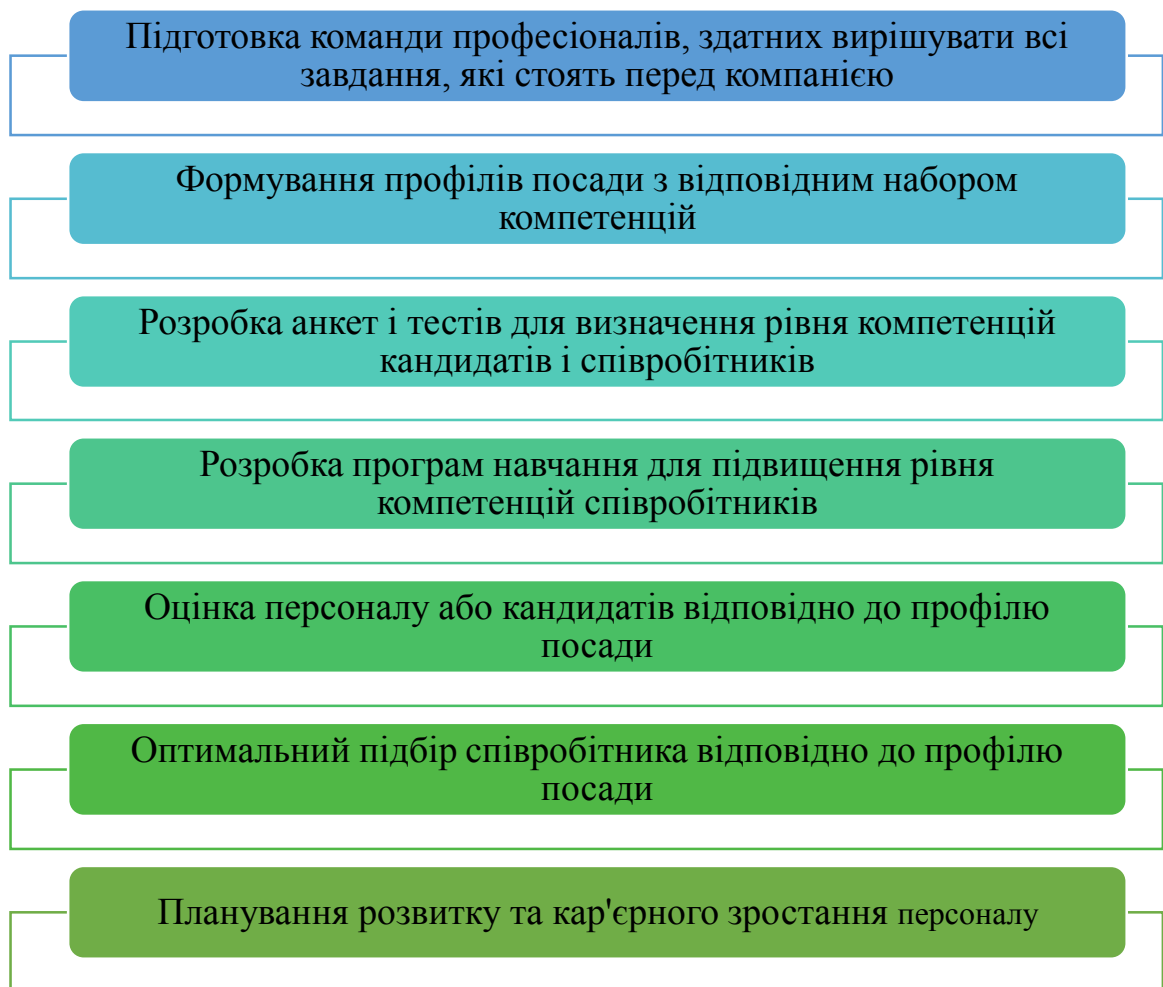 Підготовка команди професіоналів, здатних вирішувати всі
завдання, які стоять перед компанією
Формування профілів посади з відповідним набором
компетенцій
Розробка анкет і тестів для визначення рівня компетенцій
кандидатів і співробітників
Розробка програм навчання для підвищення рівня
компетенцій співробітників
Оцінка персоналу або кандидатів відповідно до профілю
посади
Оптимальний підбір співробітника відповідно до профілю
посади
Планування розвитку та кар'єрного зростання персоналу